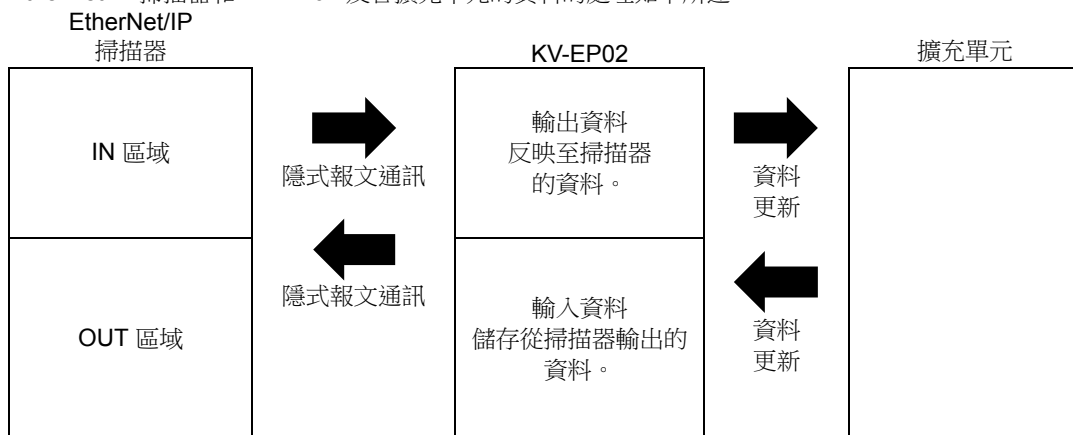 EtherNet/IP
掃描器
KV-EP02
擴充單元
IN 區域
隱式報文通訊
輸出資料
反映至掃描器
的資料。
資料
更新
OUT 區域
隱式報文通訊
輸入資料
儲存從掃描器輸出的
資料。
資料
更新